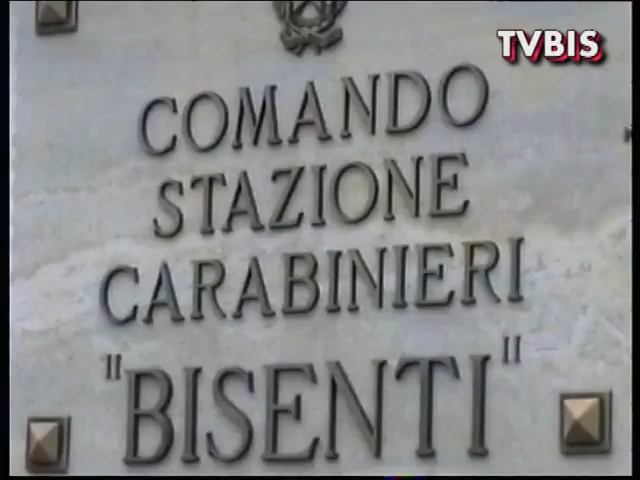 TVBIS
COMANDO
STAZIONE
CARABINIERI
"BISENTI"